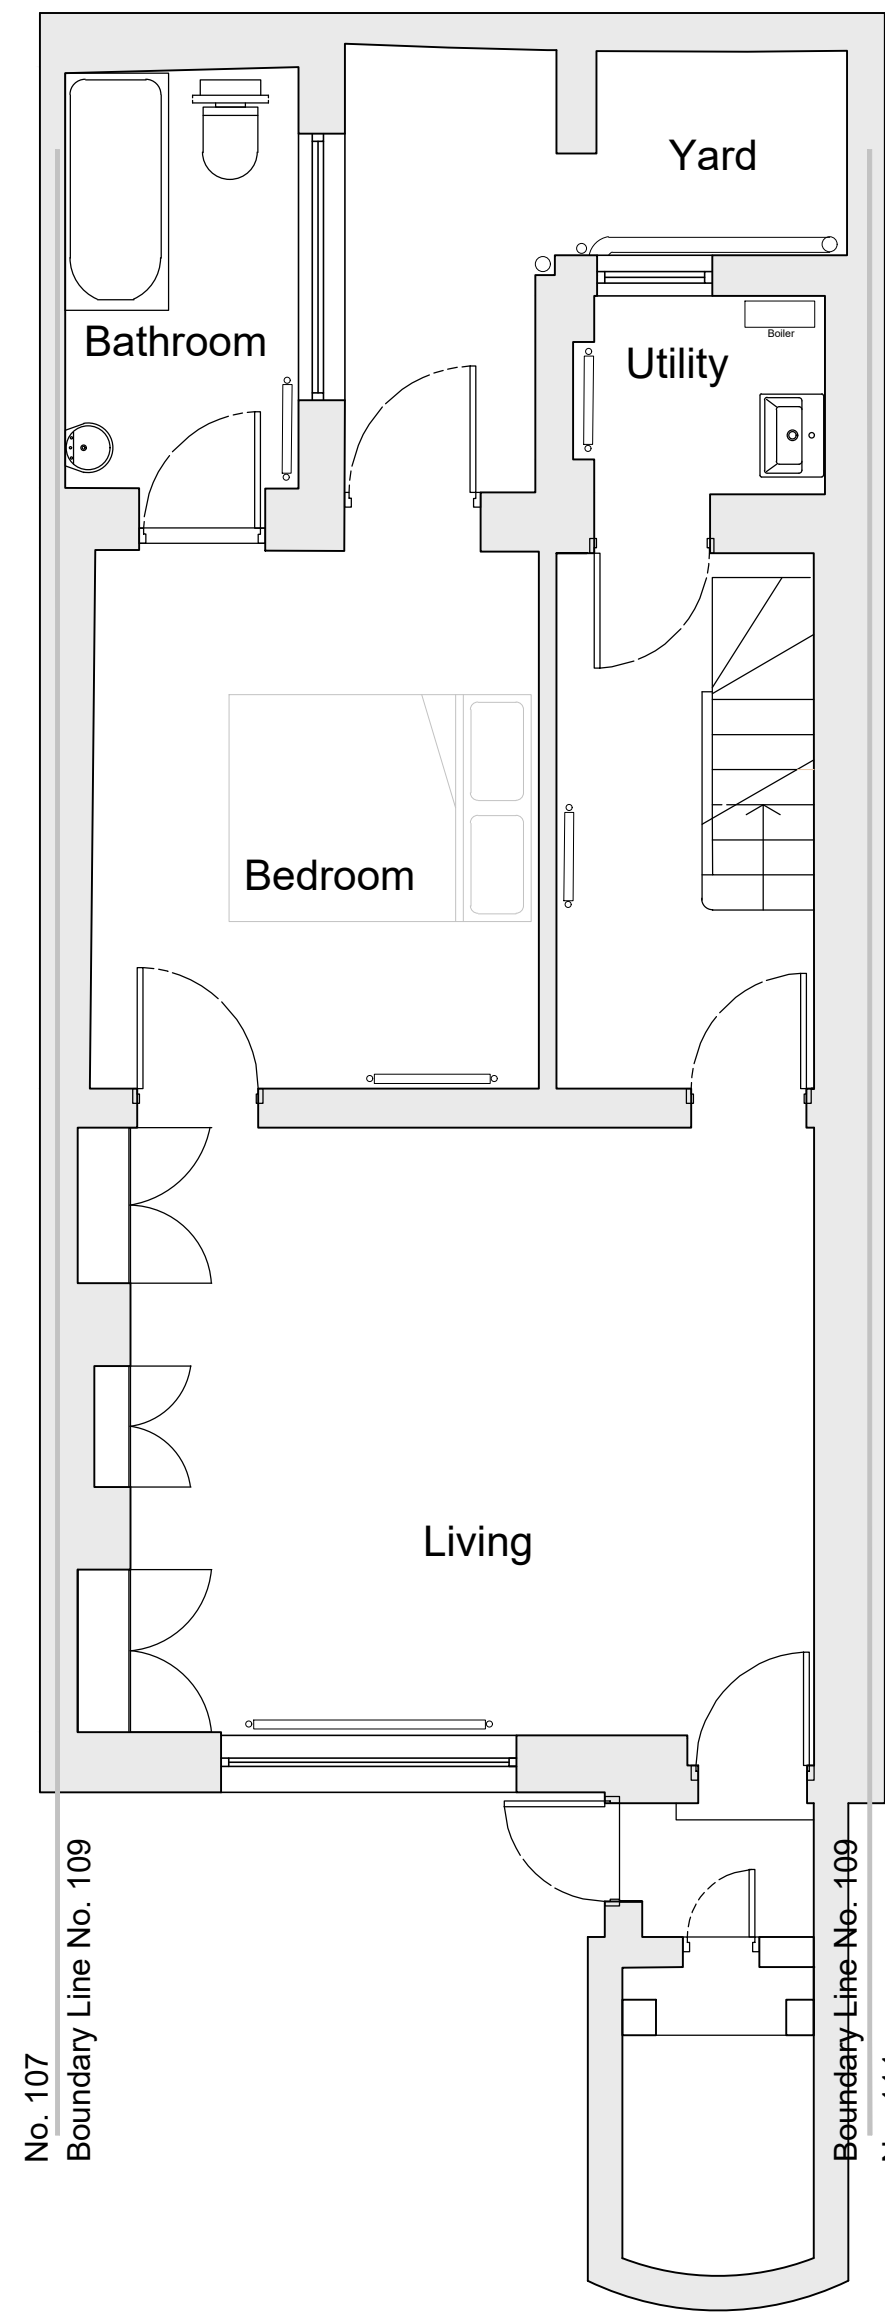 Yard
Bathroom
Utility
Boiler
Bedroom
Living
No. 107
Boundary Line No. 109
Boundary Line No. 109